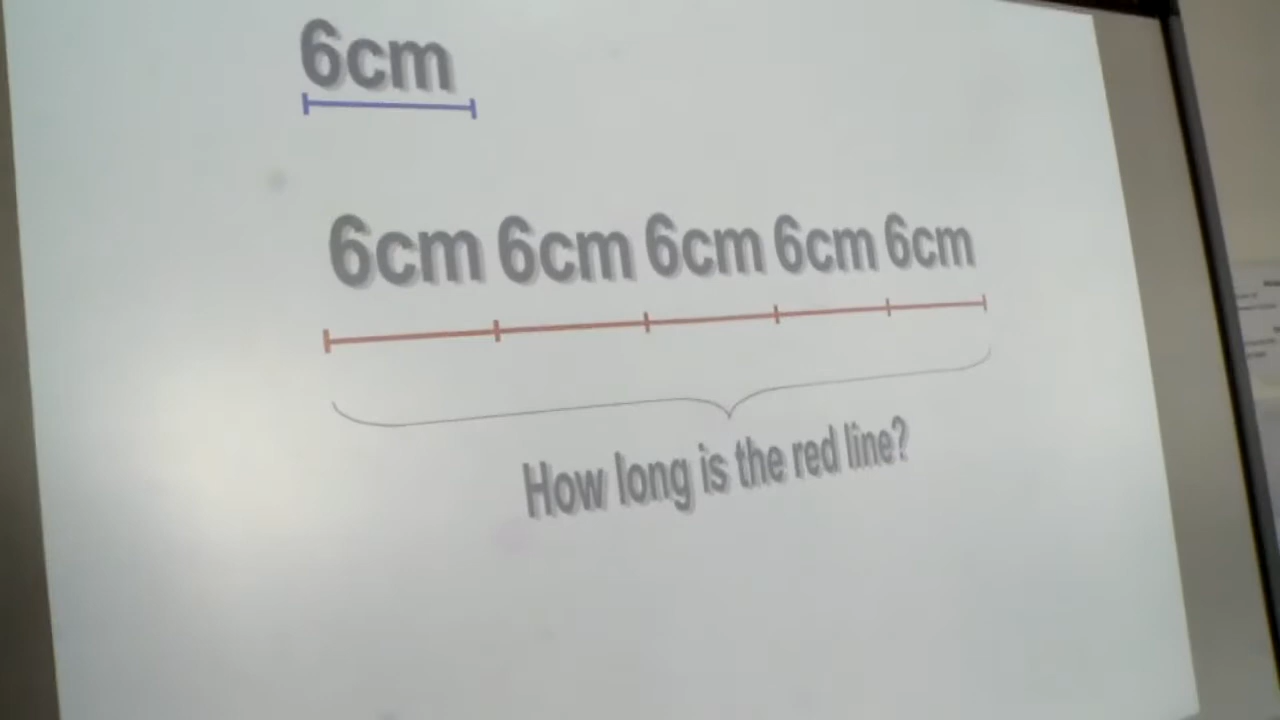 6cm
6cm 6cm 6cm 6cm 6cm
How long is the red line?